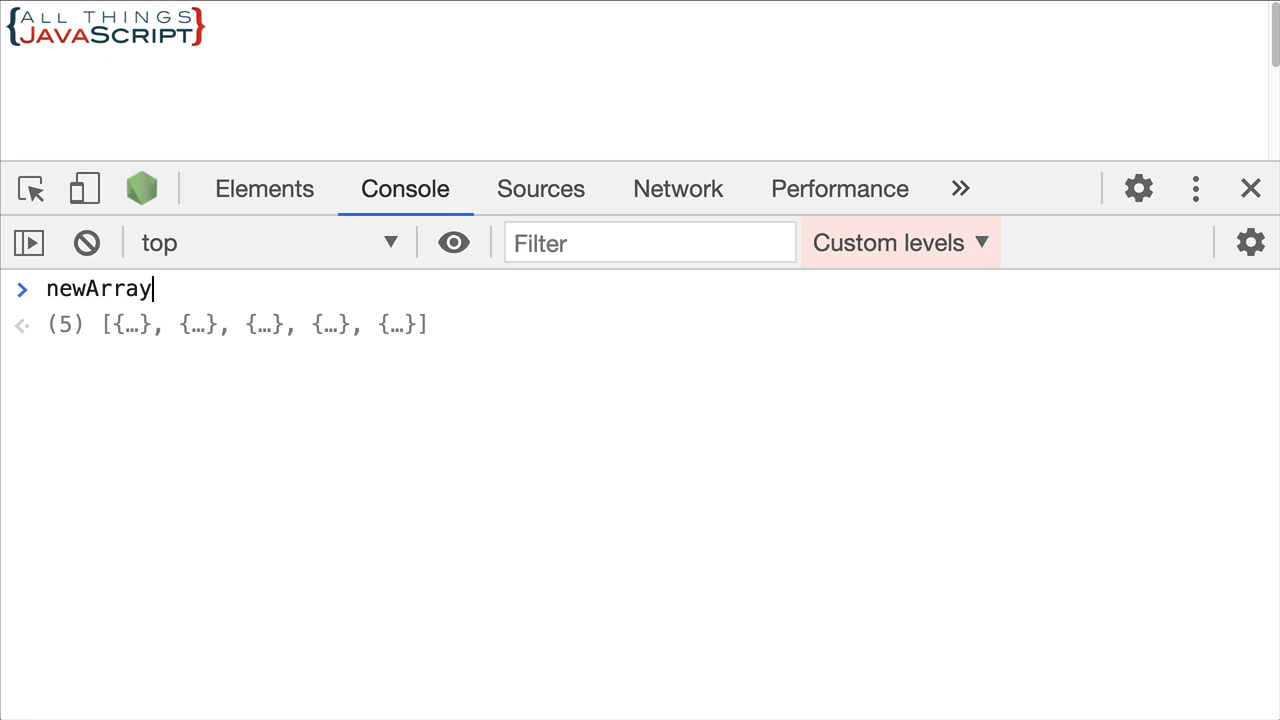 {ALL THINGS
JAVASCRIPT}
Elements Console Sources Network Performance »
top ▼ Filter Custom levels ▼
> newArray
(5) [{…}, {…}, {…}, {…}, {…}]